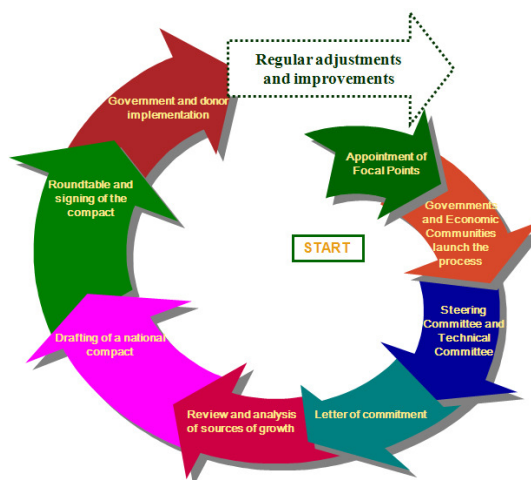 Regular adjustments
and improvements
Government and donor
implementation
Appointment of
Focal Points
Roundtable and
signing of the
compact
Governments
and Economic
Communities
launch the
process
START
Steering
Committee and
Technical
Committee
Drafting of a national
compact
Review and analysis
of sources of growth
Letter of commitment